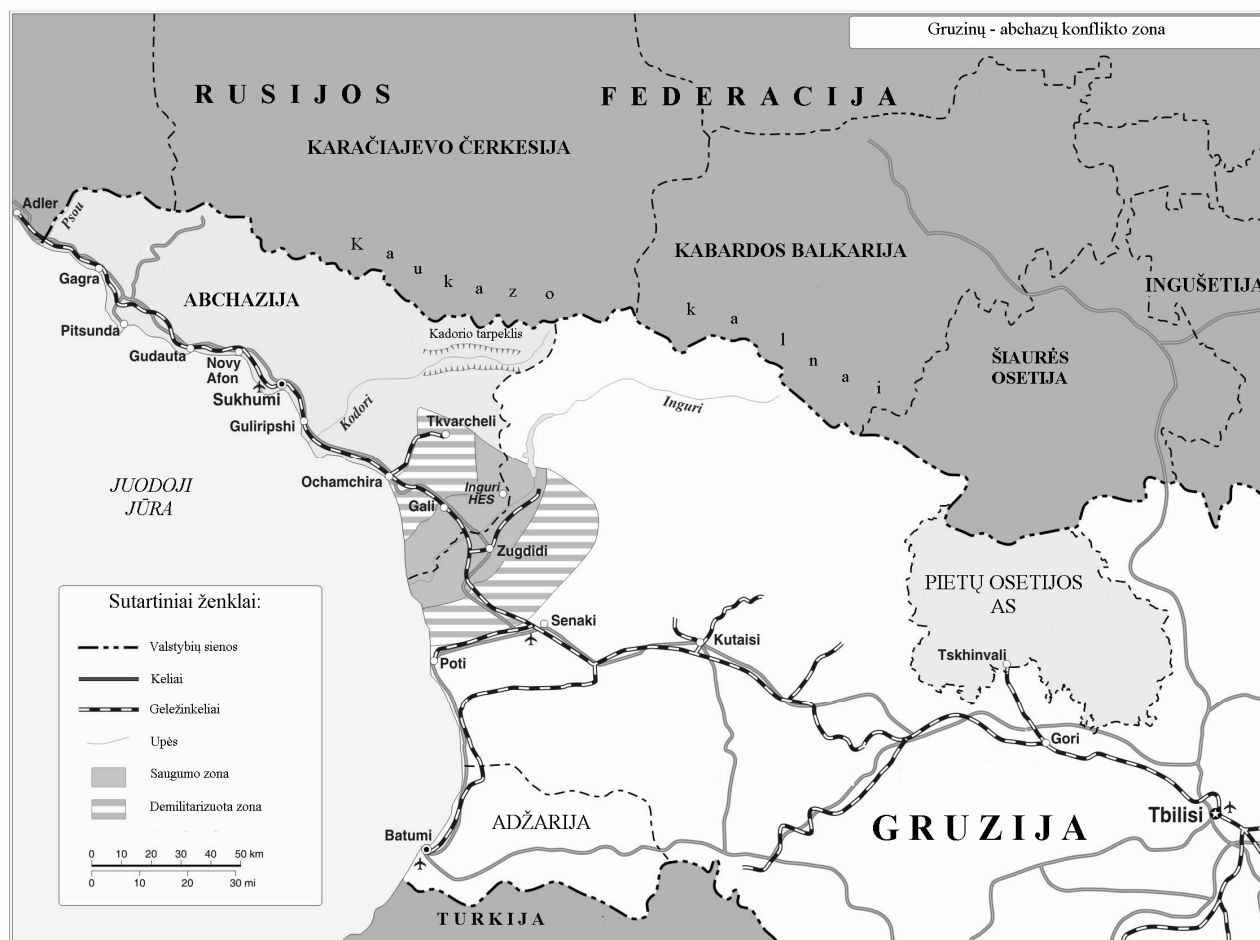 Gruzinų - abchazų konflikto zona
RUSIJOS FEDERACIJA
KARAČIAJEVO ČERKESIJA
Adler
Psou
Kaukazo kalnai
KABARDOS BALKARIJA
INGUŠETIJA
Gagra
ABCHAZIJA
Pitsunda
Kadorio tarpeklis
Gudauta
Novy
Afon
ŠIAURĖS
OSETIJA
Sukhumi
Kodori
Inguri
Guliripshi
Tkvarcheli
JUODOJI
JŪRA
Ochamchira
Inguri
HES
Gali
Zugdidi
PIETŲ OSETIJOS
AS
Sutartiniai ženklai:
Valstybių sienos
Keliai
Geležinkeliai
Upės
Saugumo zona
Demilitarizuota zona
0 10 20 30 40 50 km
0 10 20 30 mi
Senaki
Kutaisi
Poti
Tskhinvali
Gori
Tbilisi
Batumi
ADŽARIJA
GRUZIJA
TURKIJA